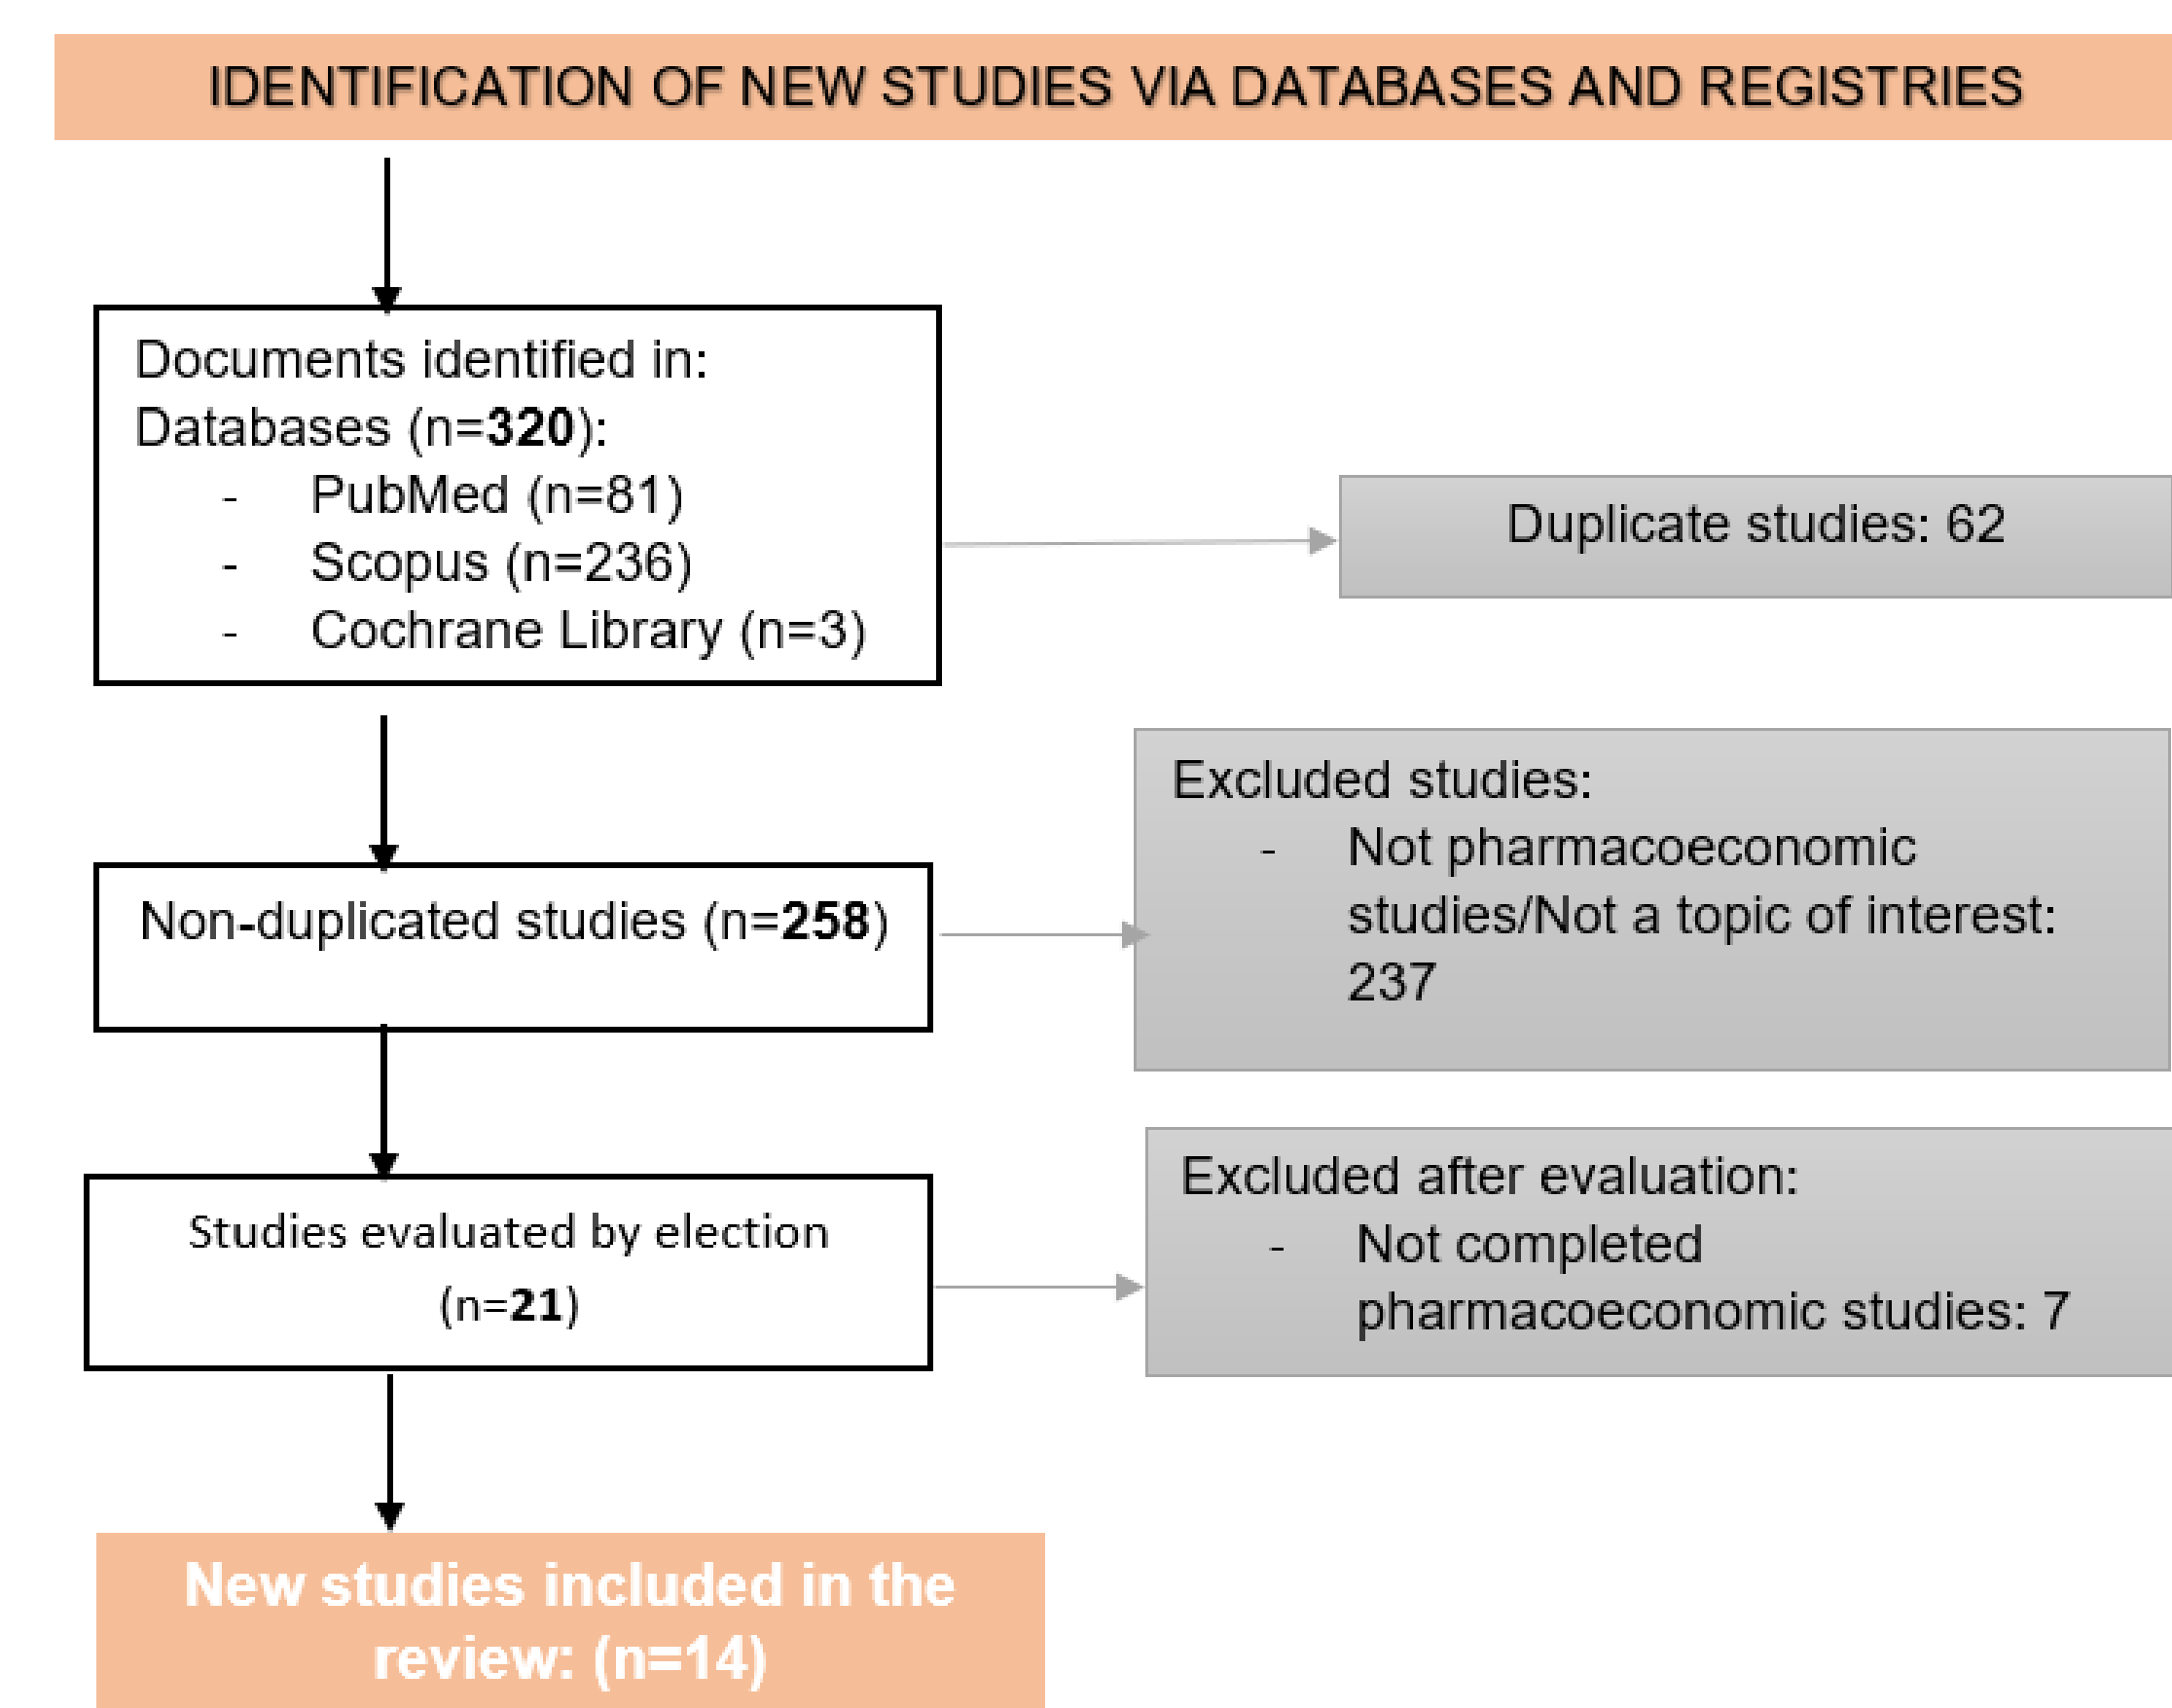 IDENTIFICATION OF NEW STUDIES VIA DATABASES AND REGISTRIES
Documents identified in:
Databases (n=320):
- PubMed (n=81)
- Scopus (n=236)
- Cochrane Library (n=3)
Duplicate studies: 62
Non-duplicated studies (n=258)
Excluded studies:
- Not pharmacoeconomic
studies/Not a topic of interest:
237
Studies evaluated by election
(n=21)
Excluded after evaluation:
- Not completed
pharmacoeconomic studies: 7
New studies included in the
review: (n=14)